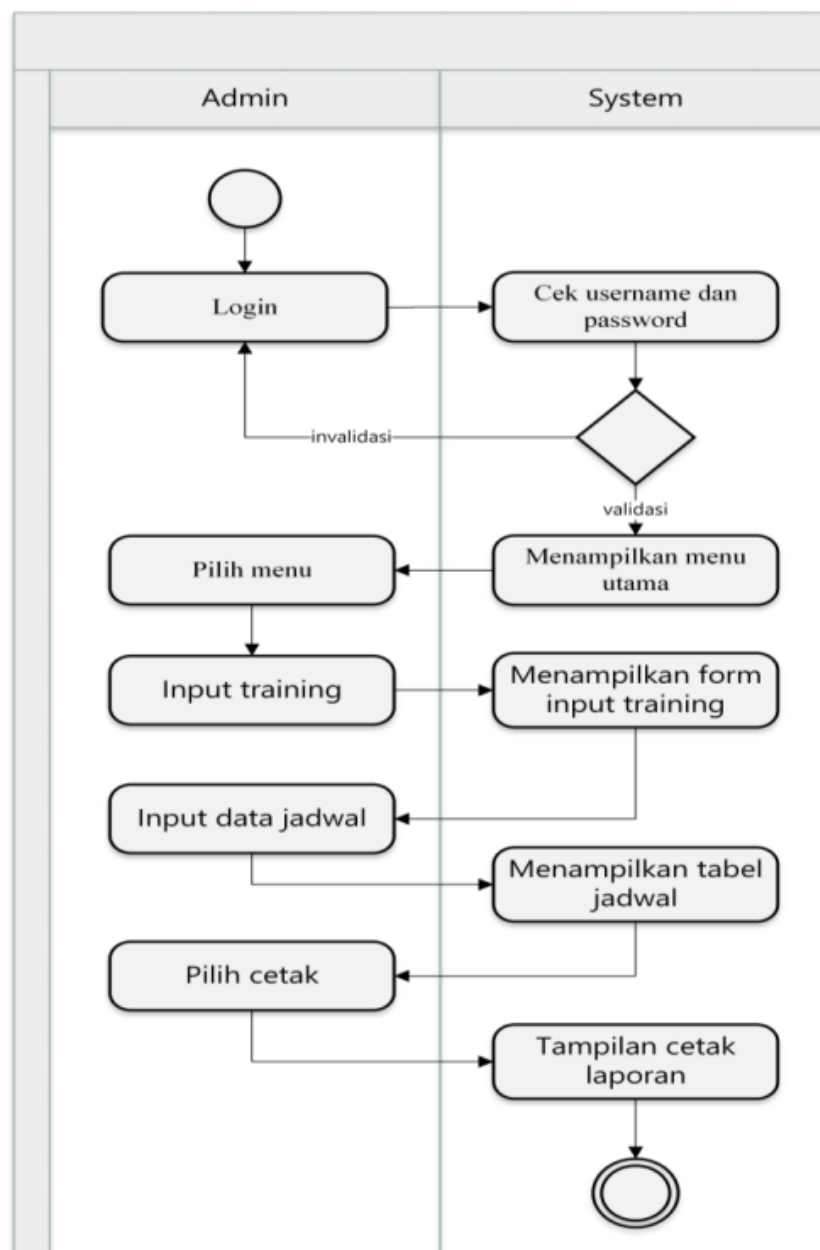 Admin
System
Login
Cek username dan
password
invalidasi
validasi
Pilih menu
Menampilkan menu
utama
Input training
Menampilkan form
input training
Input data jadwal
Menampilkan tabel
jadwal
Pilih cetak
Tampilan cetak
laporan